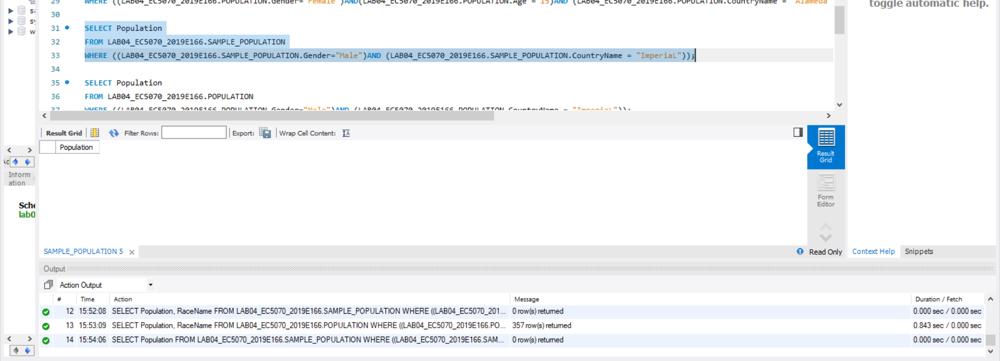 29 WHERE ((LAB04_EC5070_2019E166.POPULATION.Gender="Female")AND(LAB04_EC5070_2019E166.POPULATION.Age = 15)AND (LAB04_EC5070_2019E166.POPULATION.CountryName = "Alameda
toggle automatic help.
30
31 SELECT Population
32 FROM LAB04_EC5070_2019E166.SAMPLE_POPULATION
33 WHERE ((LAB04_EC5070_2019E166.SAMPLE_POPULATION.Gender="Male")AND (LAB04_EC5070_2019E166.SAMPLE_POPULATION.CountryName = "ImperiaL"));
34
35 SELECT Population
36 FROM LAB04_EC5070_2019E166.POPULATION
37 WHERE ((LAB04_EC5070_2019E166.POPULATION.Gender="Male")AND (LAB04_EC5070_2019E166.POPULATION.CountryName = "ImperiaL"));
sa
sy
w
Result Grid Filter Rows: Export: Wrap Cell Content:
Population
Result
Grid
Form
Editor
Inform
ation
Sche
lab0
SAMPLE_POPULATION 5 Read Only Context Help Snippets
Output
Action Output
# Time Action Message Duration / Fetch
12 15:52:08 SELECT Population, RaceName FROM LAB04_EC5070_2019E166.SAMPLE_POPULATION WHERE ((LAB04_EC5070_201... 0 row(s) returned 0.000 sec / 0.000 sec
13 15:53:09 SELECT Population, RaceName FROM LAB04_EC5070_2019E166.POPULATION WHERE ((LAB04_EC5070_2019E166.PO... 357 row(s) returned 0.843 sec / 0.000 sec
14 15:54:06 SELECT Population FROM LAB04_EC5070_2019E166.SAMPLE_POPULATION WHERE ((LAB04_EC5070_2019E166.SAM... 0 row(s) returned 0.000 sec / 0.000 sec